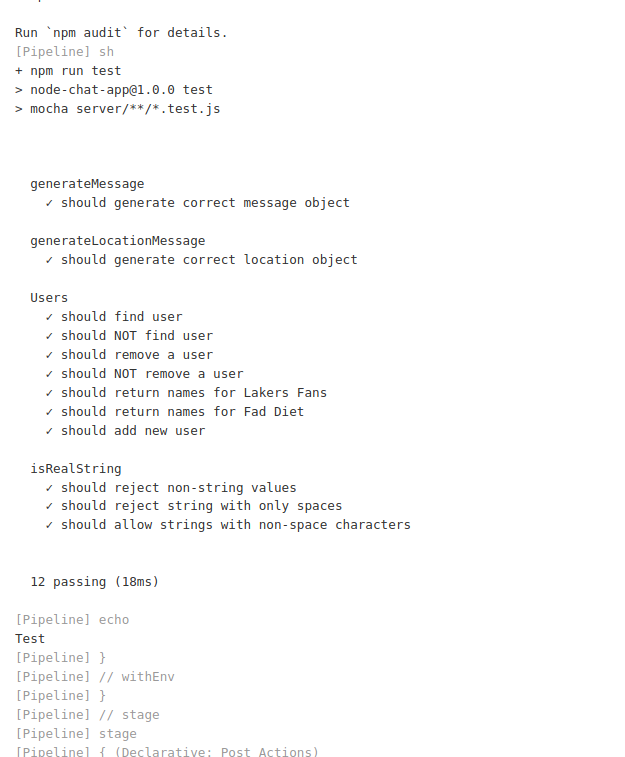 Run `npm audit` for details.
[Pipeline] sh
+ npm run test
> node-chat-app@1.0.0 test
> mocha server/**/*.test.js
generateMessage
✓ should generate correct message object
generateLocationMessage
✓ should generate correct location object
Users
✓ should find user
✓ should NOT find user
✓ should remove a user
✓ should NOT remove a user
✓ should return names for Lakers Fans
✓ should return names for Fad Diet
✓ should add new user
isRealString
✓ should reject non-string values
✓ should reject string with only spaces
✓ should allow strings with non-space characters
12 passing (18ms)
[Pipeline] echo
Test
[Pipeline] }
[Pipeline] // withEnv
[Pipeline] }
[Pipeline] // stage
[Pipeline] stage
[Pipeline] { (Declarative: Post Actions)